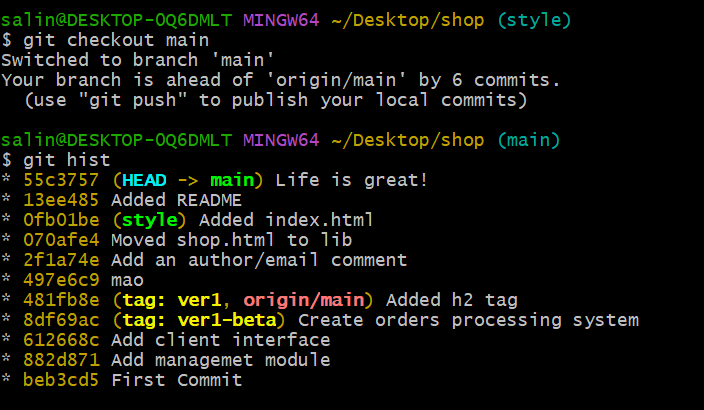 salin@DESKTOP-OQ6DMLT MINGW64 ~/Desktop/shop (style)
$ git checkout main
Switched to branch 'main'
Your branch is ahead of 'origin/main' by 6 commits.
  (use "git push" to publish your local commits)

salin@DESKTOP-OQ6DMLT MINGW64 ~/Desktop/shop (main)
$ git hist
* 55c3757 (HEAD -> main) Life is great!
* 13ee485 Added README
* 0fb01be (style) Added index.html
* 070afe4 Moved shop.html to lib
* 2f1a74e Add an author/email comment
* 497e6c9 mao
* 481fb8e (tag: ver1, origin/main) Added h2 tag
* 8df69ac (tag: ver1-beta) Create orders processing system
* 612668c Add client interface
* 882d871 Add managemet module
* beb3cd5 First Commit